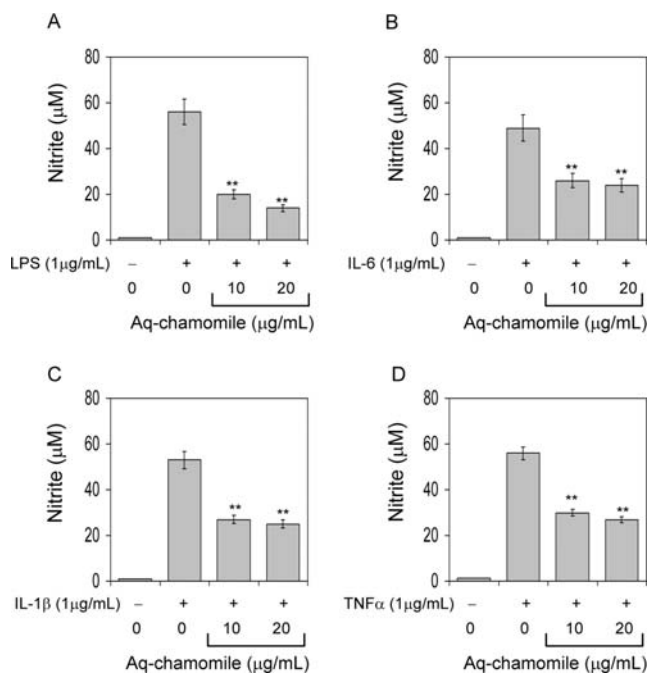 A
Nitrite (μM)
80
60
40
20
0
** **
LPS (1μg/mL) – + + +
0 0 10 20
Aq-chamomile (μg/mL)
B
Nitrite (μM)
80
60
40
20
0
** **
IL-6 (1μg/mL) – + + +
0 0 10 20
Aq-chamomile (μg/mL)
C
Nitrite (μM)
80
60
40
20
0
** **
IL-1β (1μg/mL) – + + +
0 0 10 20
Aq-chamomile (μg/mL)
D
Nitrite (μM)
80
60
40
20
0
** **
TNFα (1μg/mL) – + + +
0 0 10 20
Aq-chamomile (μg/mL)